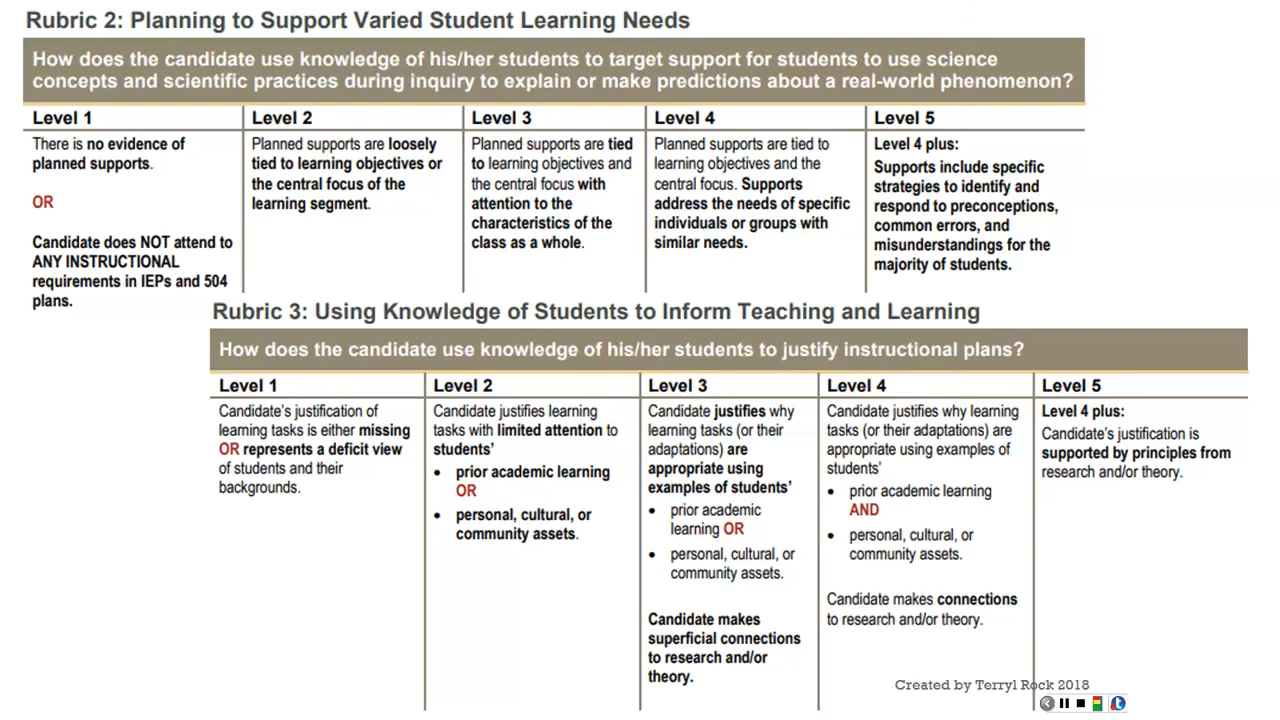 Rubric 2: Planning to Support Varied Student Learning Needs
How does the candidate use knowledge of his/her students to target support for students to use science
concepts and scientific practices during inquiry to explain or make predictions about a real-world phenomenon?
Level 1
There is no evidence of
planned supports.
OR
Candidate does NOT attend to
ANY INSTRUCTIONAL
requirements in IEPs and 504
plans.
Level 2
Planned supports are loosely
tied to learning objectives or
the central focus of the
learning segment.
Level 3
Planned supports are tied
to learning objectives and
the central focus with
attention to the
characteristics of the
class as a whole.
Level 4
Planned supports are tied to
learning objectives and the
central focus. Supports
address the needs of specific
individuals or groups with
similar needs.
Level 5
Level 4 plus:
Supports include specific
strategies to identify and
respond to preconceptions,
common errors, and
misunderstandings for the
majority of students.
Rubric 3: Using Knowledge of Students to Inform Teaching and Learning
How does the candidate use knowledge of his/her students to justify instructional plans?
Level 1
Candidate's justification of
learning tasks is either missing
OR represents a deficit view
of students and their
backgrounds.
Level 2
Candidate justifies learning
tasks with limited attention to
students'
• prior academic learning
OR
• personal, cultural, or
community assets.
Level 3
Candidate justifies why
learning tasks (or their
adaptations) are
appropriate using
examples of students'
• prior academic
learning OR
• personal, cultural, or
community assets.
Candidate makes
superficial connections
to research and/or
theory.
Level 4
Candidate justifies why learning
tasks (or their adaptations) are
appropriate using examples of
students'
• prior academic learning
AND
• personal, cultural, or
community assets.
Candidate makes connections
to research and/or theory.
Level 5
Level 4 plus:
Candidate's justification is
supported by principles from
research and/or theory.
Created by Terryl Rock 2018